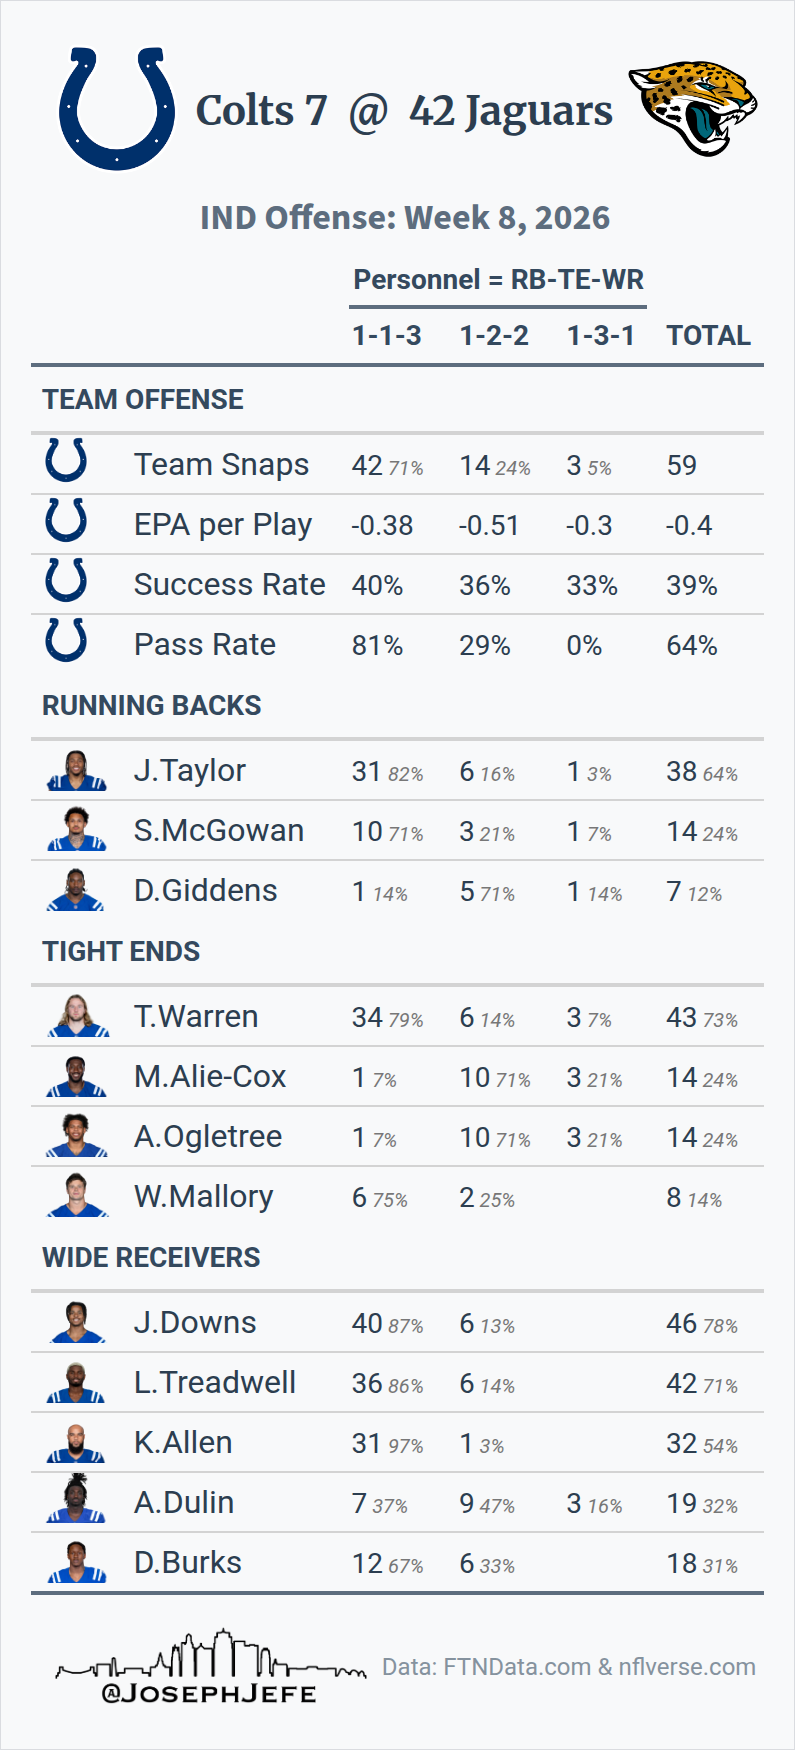 Colts 7 @ 42 Jaguars
IND Offense: Week 8, 2026
Personnel = RB-TE-WR
1-1-3 1-2-2 1-3-1 TOTAL
TEAM OFFENSE
Team Snaps 42 71% 14 24% 3 5% 59
EPA per Play -0.38 -0.51 -0.3 -0.4
Success Rate 40% 36% 33% 39%
Pass Rate 81% 29% 0% 64%
RUNNING BACKS
J.Taylor 31 82% 6 16% 1 3% 38 64%
S.McGowan 10 71% 3 21% 1 7% 14 24%
D.Giddens 1 14% 5 71% 1 14% 7 12%
TIGHT ENDS
T.Warren 34 79% 6 14% 3 7% 43 73%
M.Alie-Cox 1 7% 10 71% 3 21% 14 24%
A.Ogletree 1 7% 10 71% 3 21% 14 24%
W.Mallory 6 75% 2 25% 8 14%
WIDE RECEIVERS
J.Downs 40 87% 6 13% 46 78%
L.Treadwell 36 86% 6 14% 42 71%
K.Allen 31 97% 1 3% 32 54%
A.Dulin 7 37% 9 47% 3 16% 19 32%
D.Burks 12 67% 6 33% 18 31%
@JOSEPHJEFE
Data: FTNData.com & nflverse.com